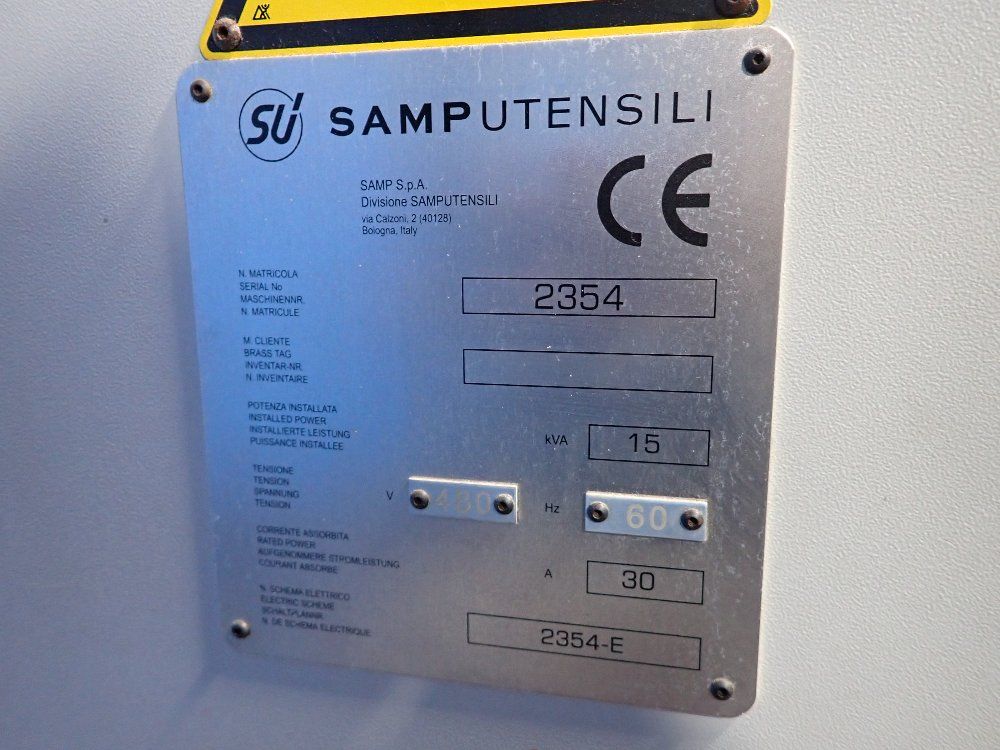 SU SAMPUTENSILI
SAMP S.p.A.
Divisione SAMPUTENSILI
via Calzoni, 2 (40128)
Bologna, Italy
CE
N. MATRICOLA
SERIAL No
MASCHINENNR.
N. MATRICULE
2354
M. CLIENTE
BRASS TAG
INVENTAR-NR.
N. INVEINTAIRE
POTENZA INSTALLATA
INSTALLED POWER
INSTALLIERTE LEISTUNG
PUISSANCE INSTALLEE
kVA 15
TENSIONE
TENSION
SPANNUNG
TENSION
V 480 Hz 60
CORRENTE ASSORBITA
RATED POWER
AUFGENOMMERE STROMLEISTUNG
COURANT ABSORBE
A 30
N. SCHEMA ELETTRICO
ELECTRIC SCHEME
SCHALTPLANNR.
N. DE SCHEMA ELECTRIQUE
2354-E